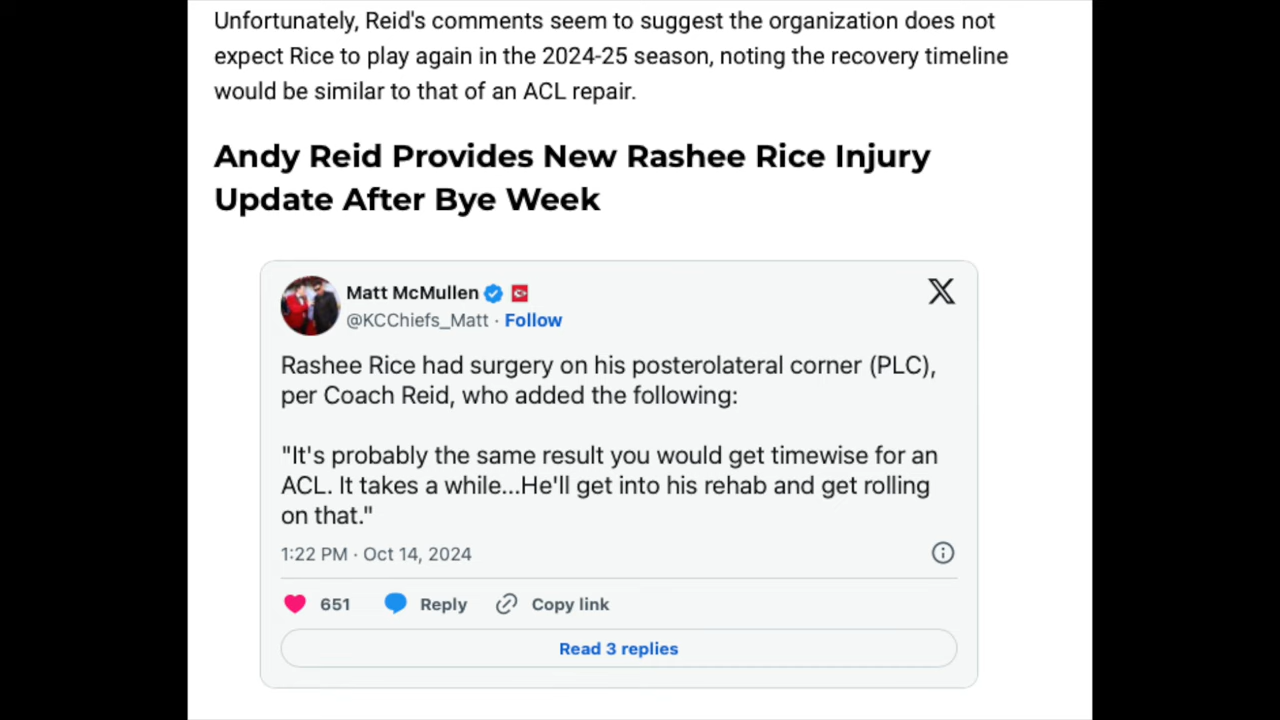 Unfortunately, Reid's comments seem to suggest the organization does not
expect Rice to play again in the 2024-25 season, noting the recovery timeline
would be similar to that of an ACL repair.
Andy Reid Provides New Rashee Rice Injury
Update After Bye Week
Matt McMullen
@KCChiefs_Matt · Follow
Rashee Rice had surgery on his posterolateral corner (PLC),
per Coach Reid, who added the following:
"It's probably the same result you would get timewise for an
ACL. It takes a while...He'll get into his rehab and get rolling
on that."
1:22 PM · Oct 14, 2024
651 Reply Copy link
Read 3 replies